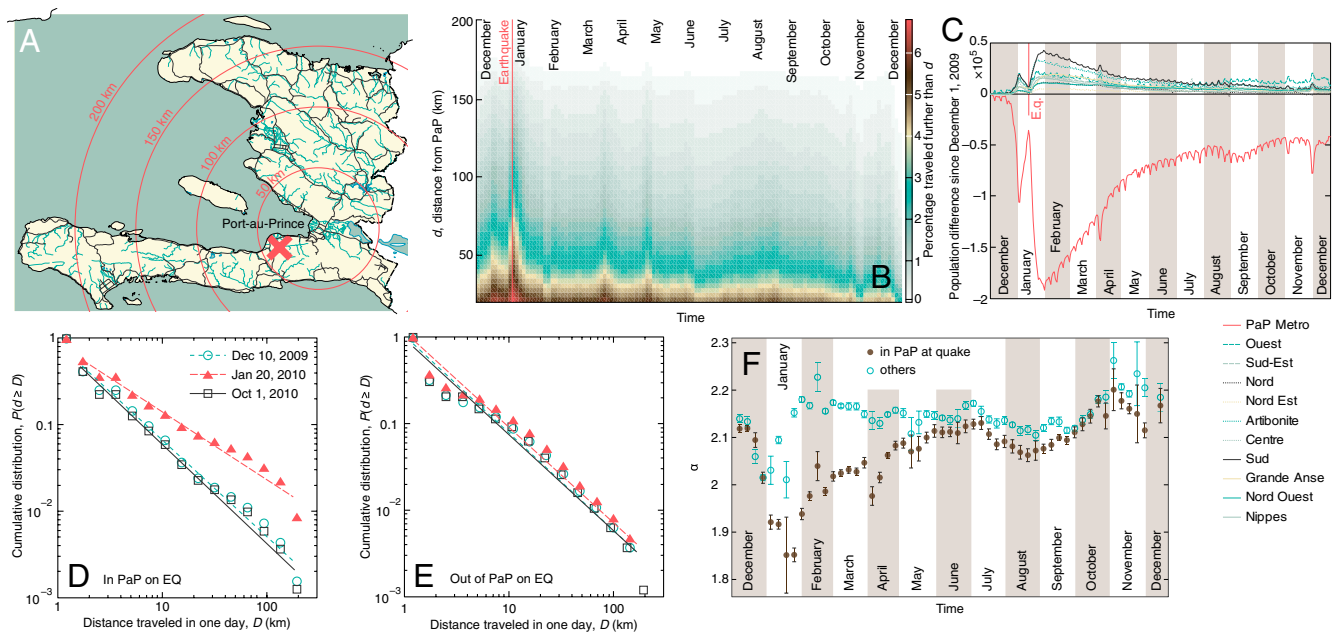 A
200 km
150 km
100 km
50 km
Port-au-Prince
B
d, distance from PaP (km)
200
150
100
50
December
Earthquake
January
February
March
April
May
June
July
August
September
October
November
December
Time
Percentage traveled further than d
6
5
4
3
2
1
0
C
Population difference since December 1, 2009
×10⁵
0.5
0
−0.5
−1
−1.5
−2
E.q.
December
January
February
March
April
May
June
July
August
September
October
November
December
Time
PaP Metro
Ouest
Sud-Est
Nord
Nord Est
Artibonite
Centre
Sud
Grande Anse
Nord Ouest
Nippes
D
Cumulative distribution, P(d ≥ D)
1
0.1
10⁻²
10⁻³
Dec 10, 2009
Jan 20, 2010
Oct 1, 2010
In PaP on EQ
1
10
100
Distance traveled in one day, D (km)
E
Cumulative distribution, P(d ≥ D)
1
0.1
10⁻²
10⁻³
Out of PaP on EQ
1
10
100
Distance traveled in one day, D (km)
F
in PaP at quake
others
α
2.2
2.1
2
1.9
1.8
December
January
February
March
April
May
June
July
August
September
October
November
December
Time